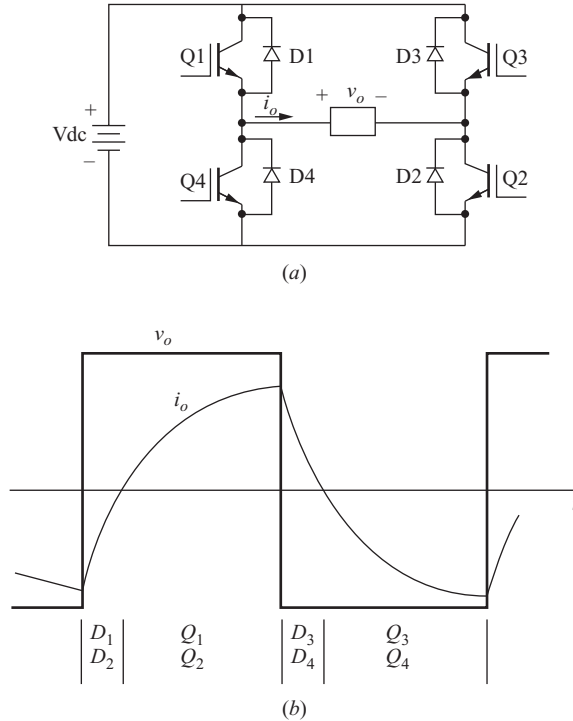 Q1 D1 D3 Q3
+ i_o + v_o −
Vdc
−
Q4 D4 D2 Q2
(a)
v_o
i_o
D_1 Q_1 D_3 Q_3
D_2 Q_2 D_4 Q_4
(b)